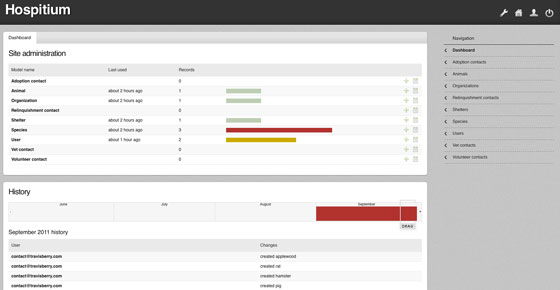 Hospitium
Dashboard
Site administration
Model name Last used Records
Adoption contact 0
Animal about 2 hours ago 1
Organization about 2 hours ago 1
Relinquishment contact 0
Shelter about 2 hours ago 1
Species about 2 hours ago 3
User about 1 hour ago 2
Vet contact 0
Volunteer contact 0
History
June July August September
DRAG
September 2011 history
User Changes
contact@travisberry.com created applewood
contact@travisberry.com created rat
contact@travisberry.com created hamster
contact@travisberry.com created pig
Navigation
Dashboard
Adoption contacts
Animals
Organizations
Relinquishment contacts
Shelters
Species
Users
Vet contacts
Volunteer contacts